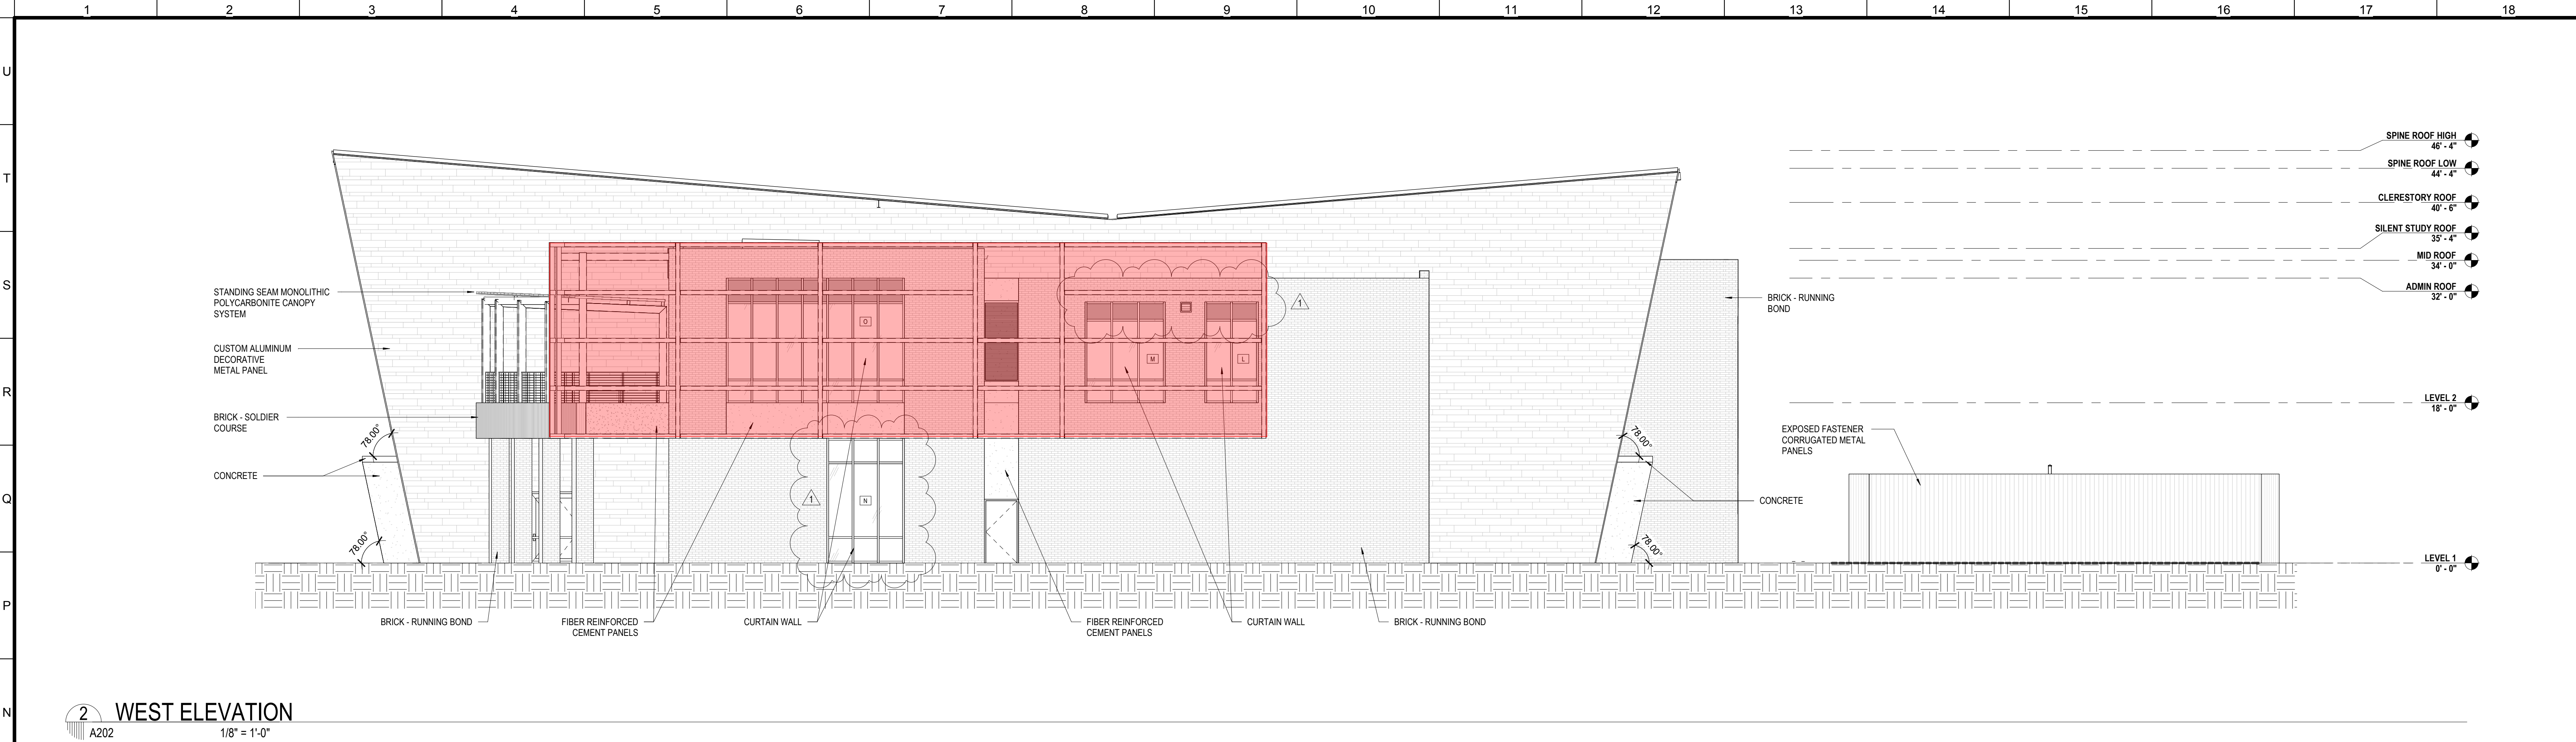 1 2 3 4 5 6 7 8 9 10 11 12 13 14 15 16 17 18
U
T
S
R
Q
P
N
SPINE ROOF HIGH
46' - 4"
SPINE ROOF LOW
44' - 4"
CLERESTORY ROOF
40' - 6"
SILENT STUDY ROOF
35' - 4"
MID ROOF
34' - 0"
ADMIN ROOF
32' - 0"
LEVEL 2
18' - 0"
LEVEL 1
0' - 0"
STANDING SEAM MONOLITHIC
POLYCARBONITE CANOPY
SYSTEM
CUSTOM ALUMINUM
DECORATIVE
METAL PANEL
BRICK - SOLDIER
COURSE
CONCRETE
78.00°
78.00°
O
M
L
N
1
1
BRICK - RUNNING
BOND
78.00°
78.00°
EXPOSED FASTENER
CORRUGATED METAL
PANELS
CONCRETE
BRICK - RUNNING BOND
FIBER REINFORCED
CEMENT PANELS
CURTAIN WALL
FIBER REINFORCED
CEMENT PANELS
CURTAIN WALL
BRICK - RUNNING BOND
2 WEST ELEVATION
A202 1/8" = 1'-0"